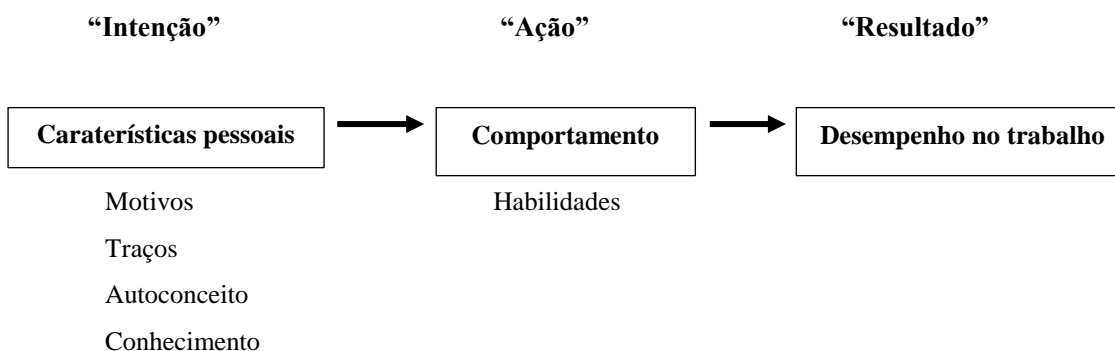 “Intenção” “Ação” “Resultado”
Caraterísticas pessoais Comportamento Desempenho no trabalho
Motivos Habilidades
Traços
Autoconceito
Conhecimento